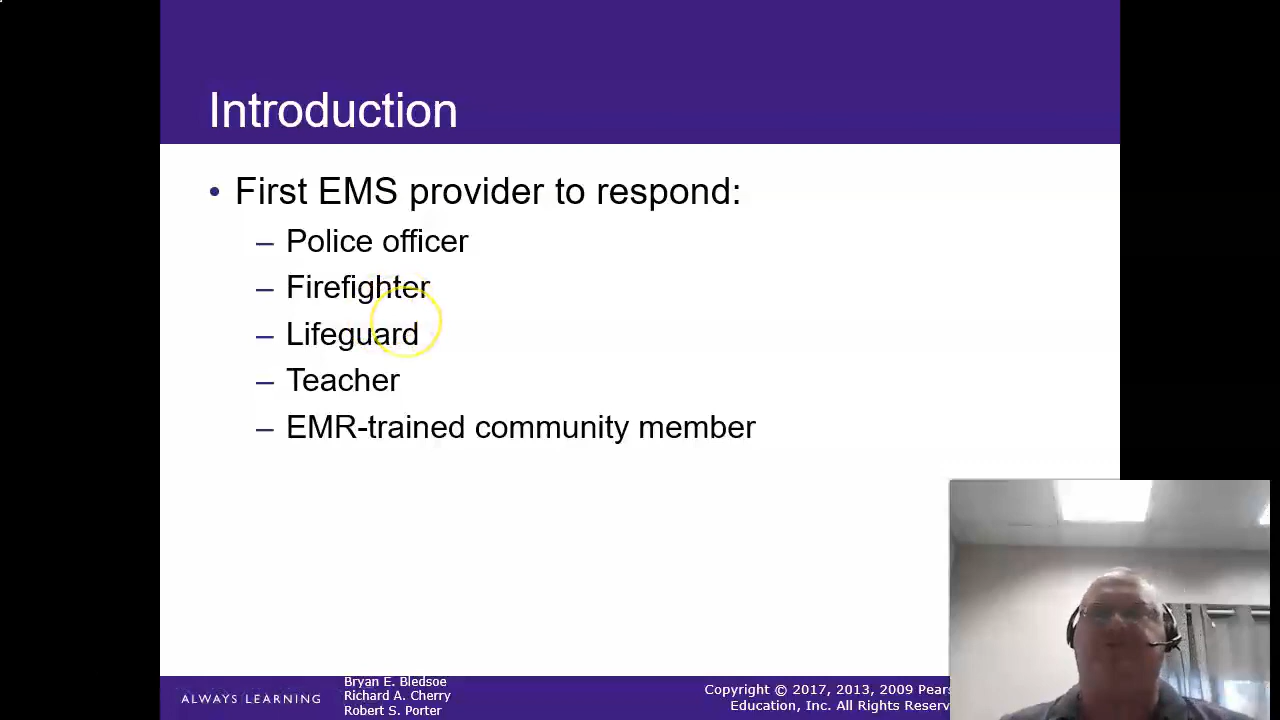 Introduction
• First EMS provider to respond:
– Police officer
– Firefighter
– Lifeguard
– Teacher
– EMR-trained community member
ALWAYS LEARNING
Bryan E. Bledsoe
Richard A. Cherry
Robert S. Porter
Copyright © 2017, 2013, 2009
Education, Inc. All Rights